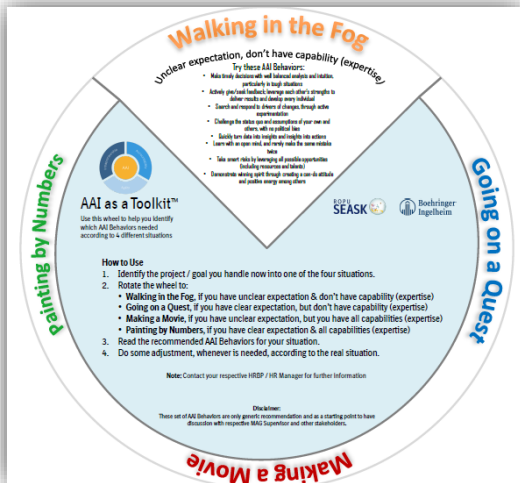 Walking in the Fog
Unclear expectation, don't have capability (expertise)
Try these AAI Behaviors:
• Make timely decisions with well balanced analysis and intuition,
particularly in tough situations
• Actively give/seek feedback; leverage each other's strengths to
deliver results and develop every individual
• Search and respond to drivers of changes, through active
experimentation
• Challenge the status quo and assumptions of your own and
others, with no political bias
• Quickly turn data into insights and insights into actions
• Learn with an open mind, and rarely make the same mistake
twice
• Take smart risks by leveraging all possible opportunities
(including resources and talents)
• Demonstrate winning spirit through creating a can-do attitude
and positive energy among others
Painting by Numbers
Going on a Quest
AAI as a Toolkit™
Use this wheel to help you identify
which AAI Behaviors needed
according to 4 different situations
ROPU
SEASK
Boehringer
Ingelheim
How to Use
1. Identify the project / goal you handle now into one of the four situations.
2. Rotate the wheel to:
• Walking in the Fog, if you have unclear expectation & don't have capability (expertise)
• Going on a Quest, if you have clear expectation, but don't have capability (expertise)
• Making a Movie, if you have unclear expectation, but you have all capabilities (expertise)
• Painting by Numbers, if you have clear expectation & all capabilities (expertise)
3. Read the recommended AAI Behaviors for your situation.
4. Do some adjustment, whenever is needed, according to the real situation.
Note: Contact your respective HRBP / HR Manager for further Information
Disclaimer:
These set of AAI Behaviors are only generic recommendation and as a starting point to have
discussion with respective MAG Supervisor and other stakeholders.
Making a Movie